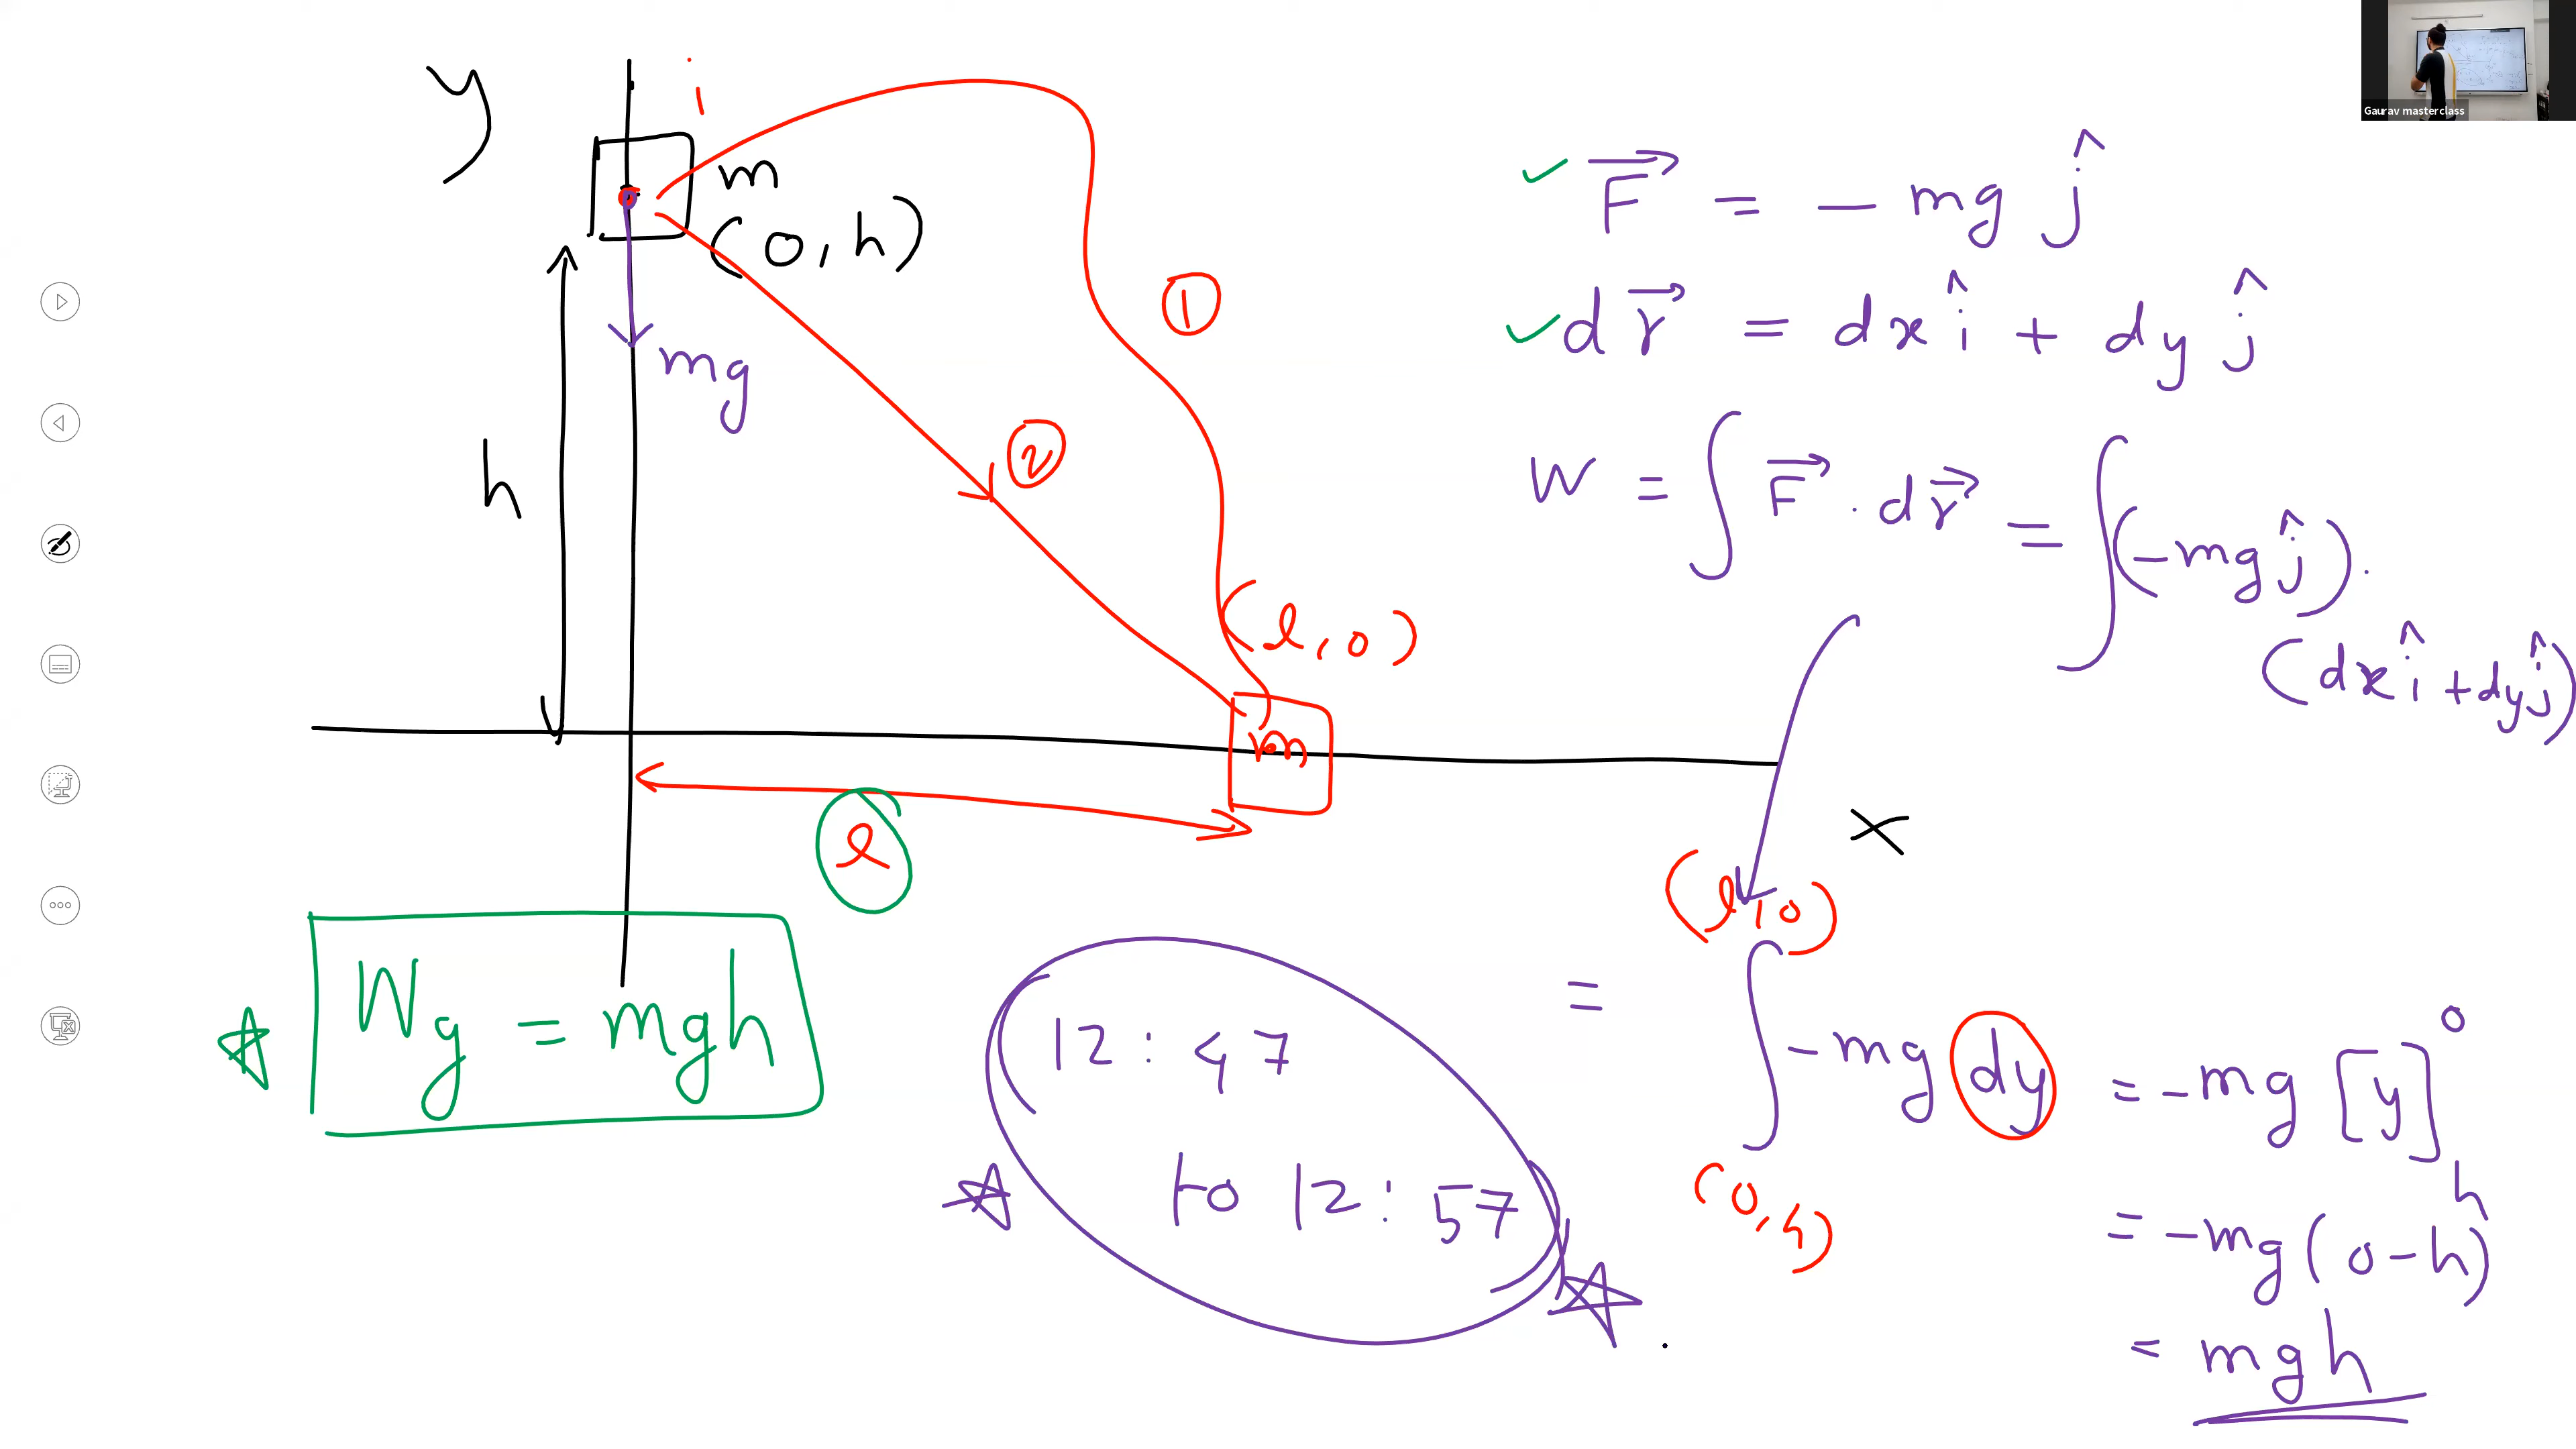 y
i
m
(0,h)
mg
h
①
②
(l,0)
m
l
x
W_g = mgh
12:47
to 12:57
F⃗ = -mg ĵ
dr⃗ = dx î + dy ĵ
W = ∫ F⃗ . dr⃗ = ∫ (-mg ĵ).
(dx î + dy ĵ)
(l,0)
= ∫ -mg dy = -mg [y]
0
h
(0,h)
= -mg(0-h)
= mgh
Gaurav masterclass